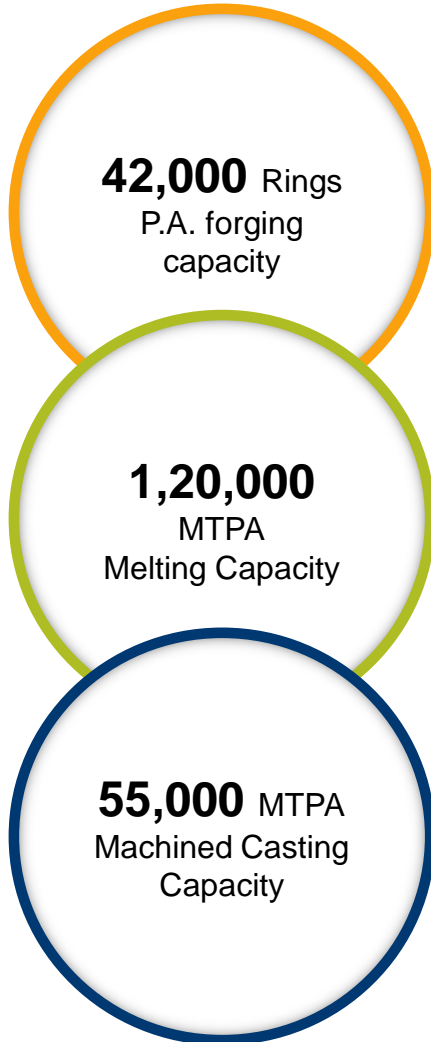 42,000 Rings
P.A. forging
capacity
1,20,000
MTPA
Melting Capacity
55,000 MTPA
Machined Casting
Capacity